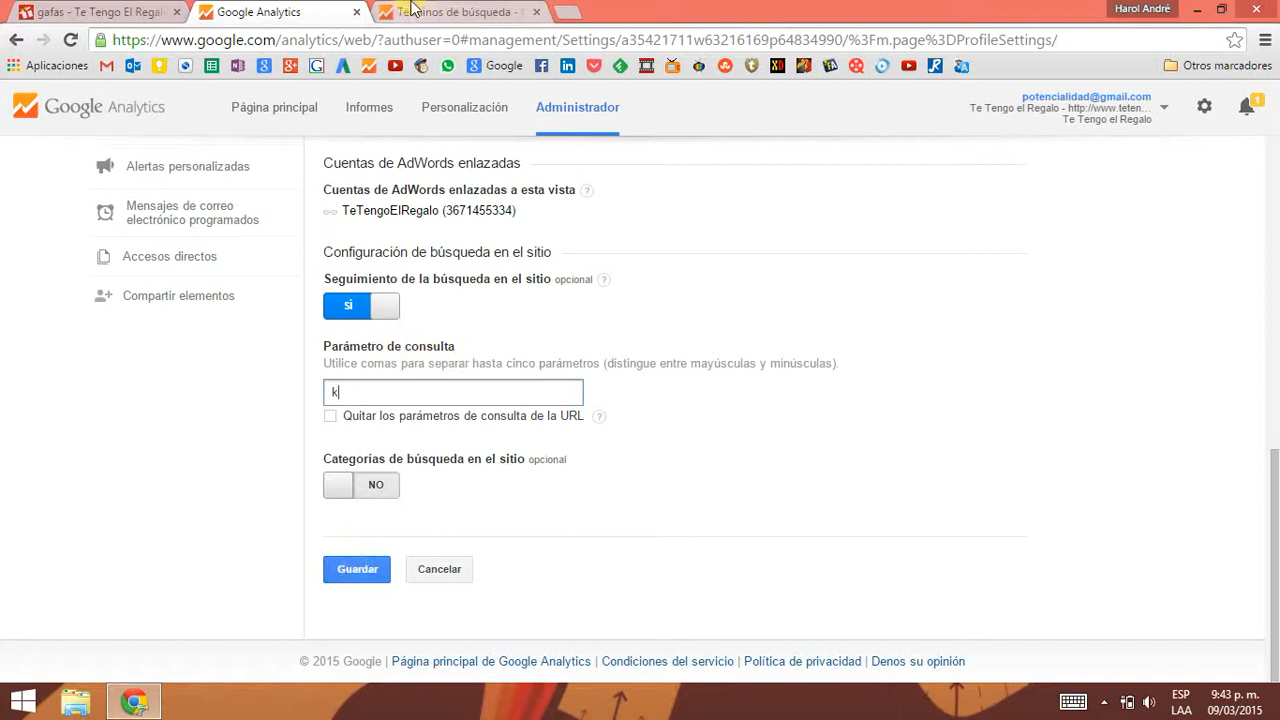 gafas - Te Tengo El Regal
Google Analytics
Términos de búsqueda -
Harol André
https://www.google.com/analytics/web/?authuser=0#management/Settings/a35421711w63216169p64834990/%3Fm.page%3DProfileSettings/
Aplicaciones
Google
Otros marcadores
Google Analytics
Página principal
Informes
Personalización
Administrador
potencialidad@gmail.com
Te Tengo el Regalo - http://www.teten...
Te Tengo el Regalo
1
Alertas personalizadas
Mensajes de correo
electrónico programados
Accesos directos
Compartir elementos
Cuentas de AdWords enlazadas
Cuentas de AdWords enlazadas a esta vista ?
TeTengoElRegalo (3671455334)
Configuración de búsqueda en el sitio
Seguimiento de la búsqueda en el sitio opcional ?
SÍ
Parámetro de consulta
Utilice comas para separar hasta cinco parámetros (distingue entre mayúsculas y minúsculas).
k
Quitar los parámetros de consulta de la URL ?
Categorías de búsqueda en el sitio opcional
NO
Guardar
Cancelar
© 2015 Google | Página principal de Google Analytics | Condiciones del servicio | Política de privacidad | Denos su opinión
ESP
LAA
9:43 p. m.
09/03/2015